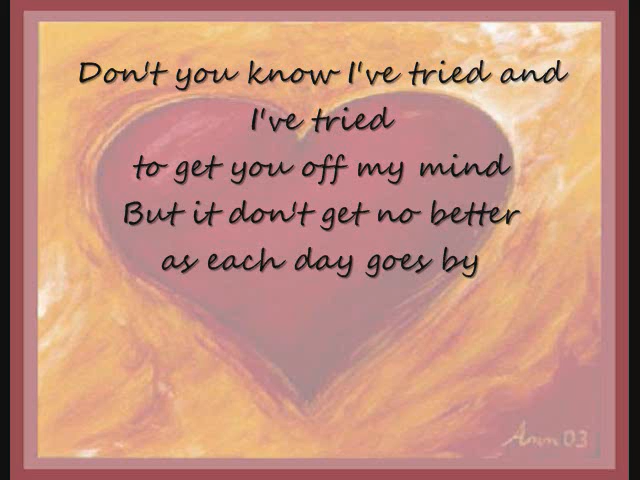 Don't you know I've tried and
I've tried
to get you off my mind
But it don't get no better
as each day goes by
Ann 03